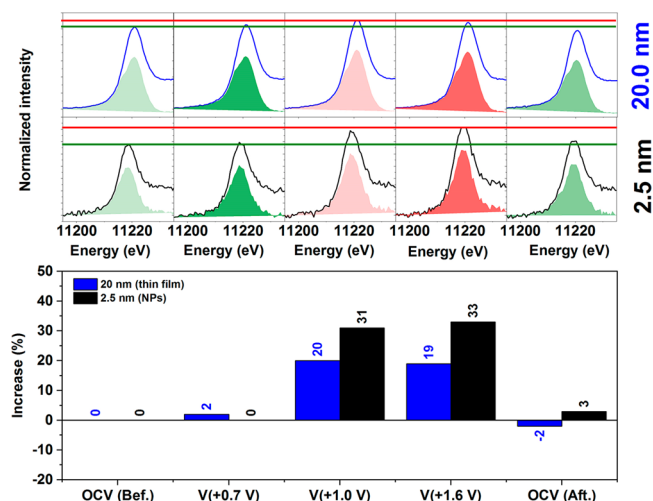 Normalized intensity
20.0 nm
2.5 nm
11200 11220 11200 11220 11200 11220 11200 11220 11200 11220
Energy (eV) Energy (eV) Energy (eV) Energy (eV) Energy (eV)
50
40
30
20
10
0
-10
-20
Increase (%)
20 nm (thin film)
2.5 nm (NPs)
0 0 2 0 20 31 19 33 -2 3
OCV (Bef.) V(+0.7 V) V(+1.0 V) V(+1.6 V) OCV (Aft.)